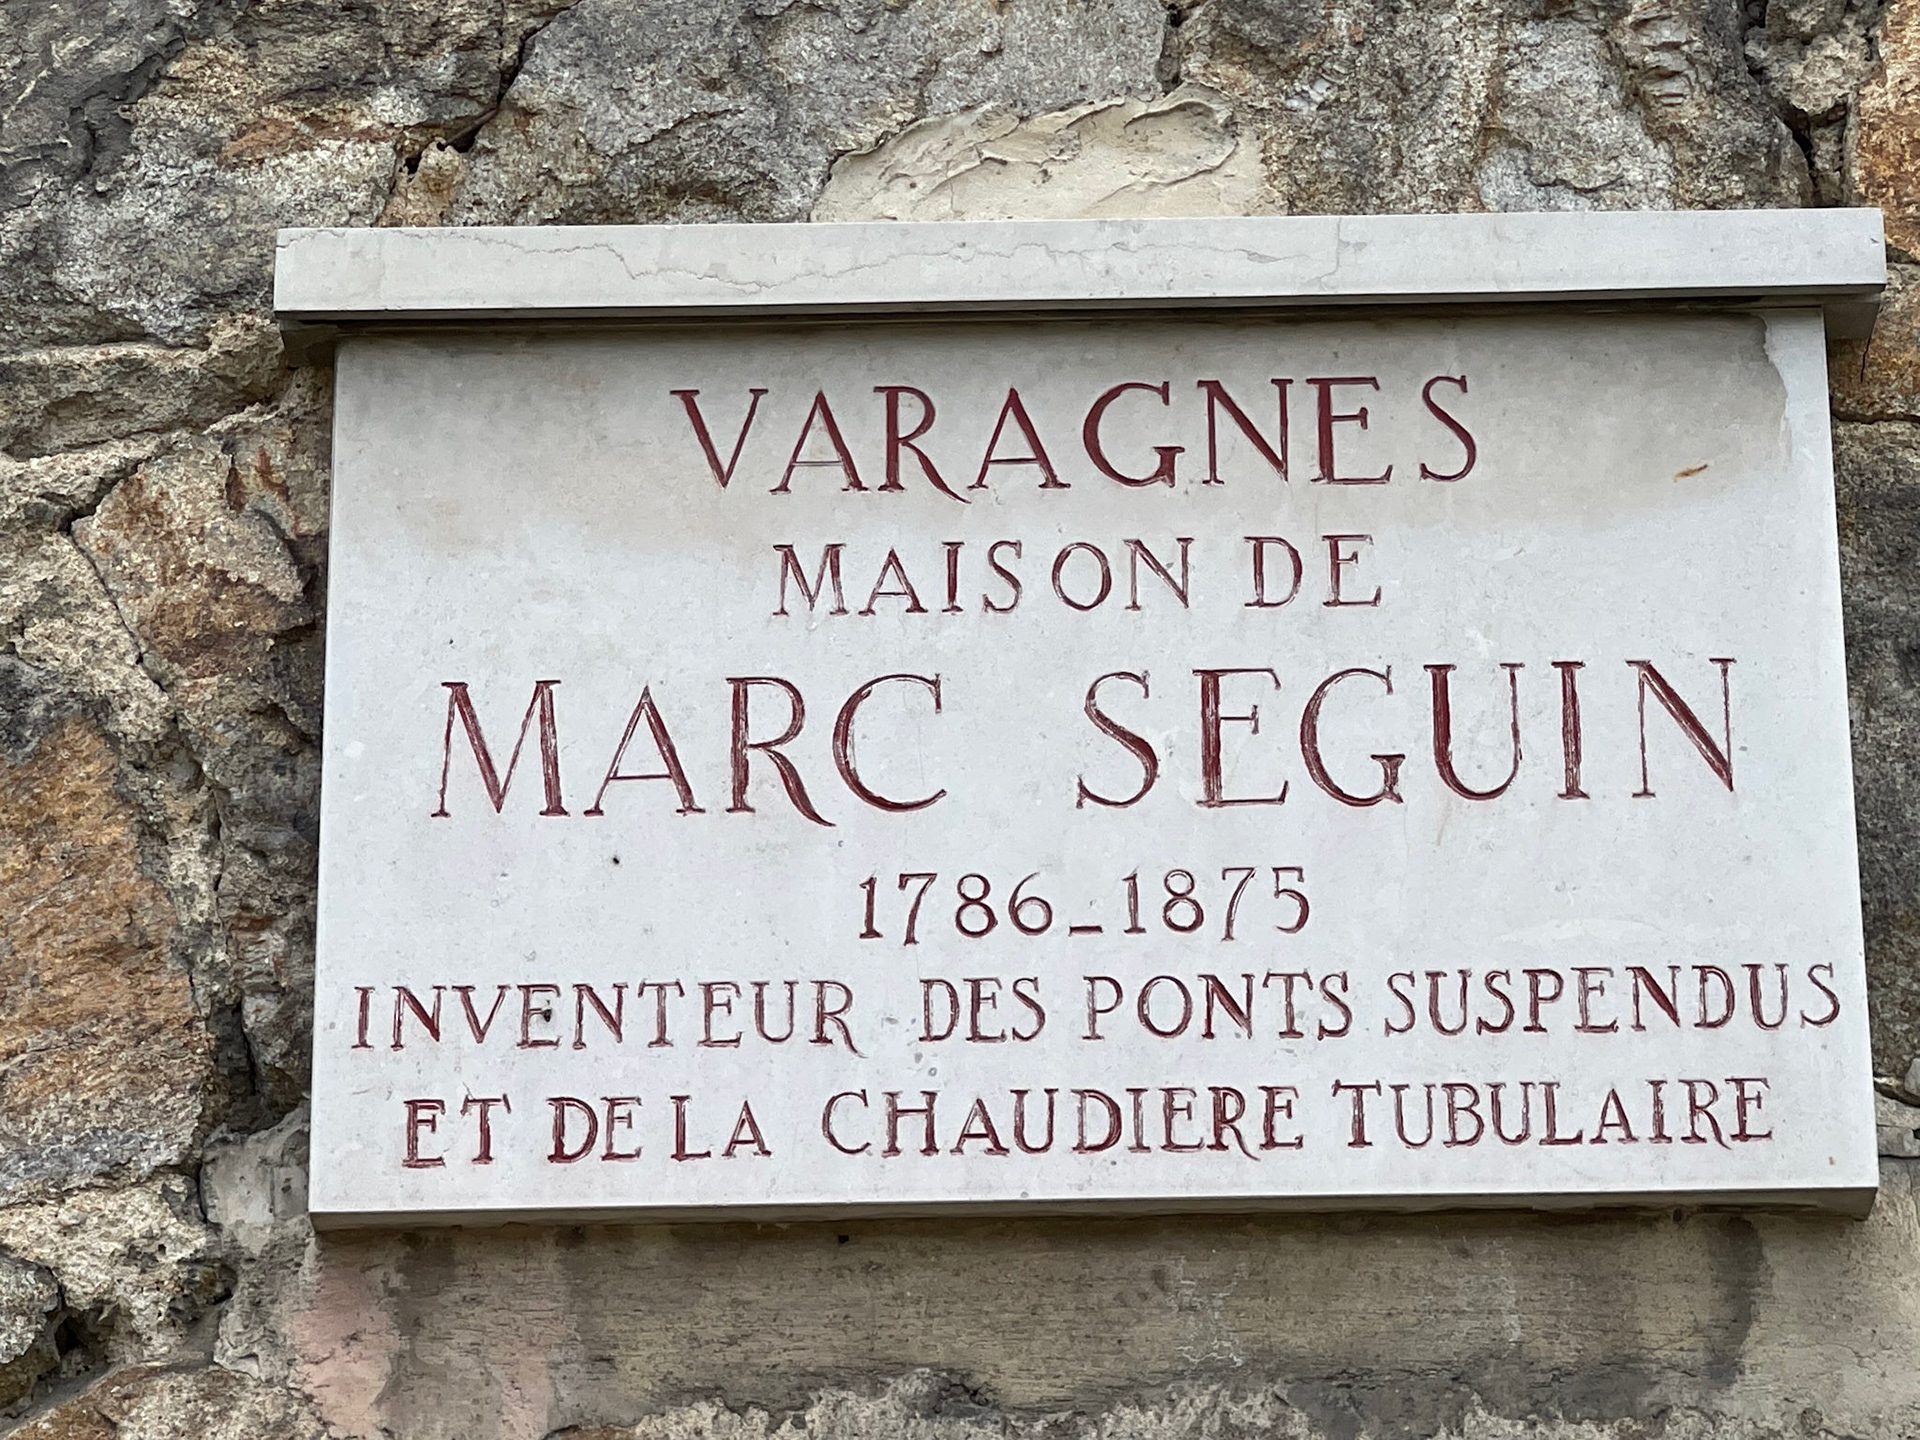 VARAGNES
MAISON DE
MARC SEGUIN
1786_1875
INVENTEUR DES PONTS SUSPENDUS
ET DE LA CHAUDIERE TUBULAIRE